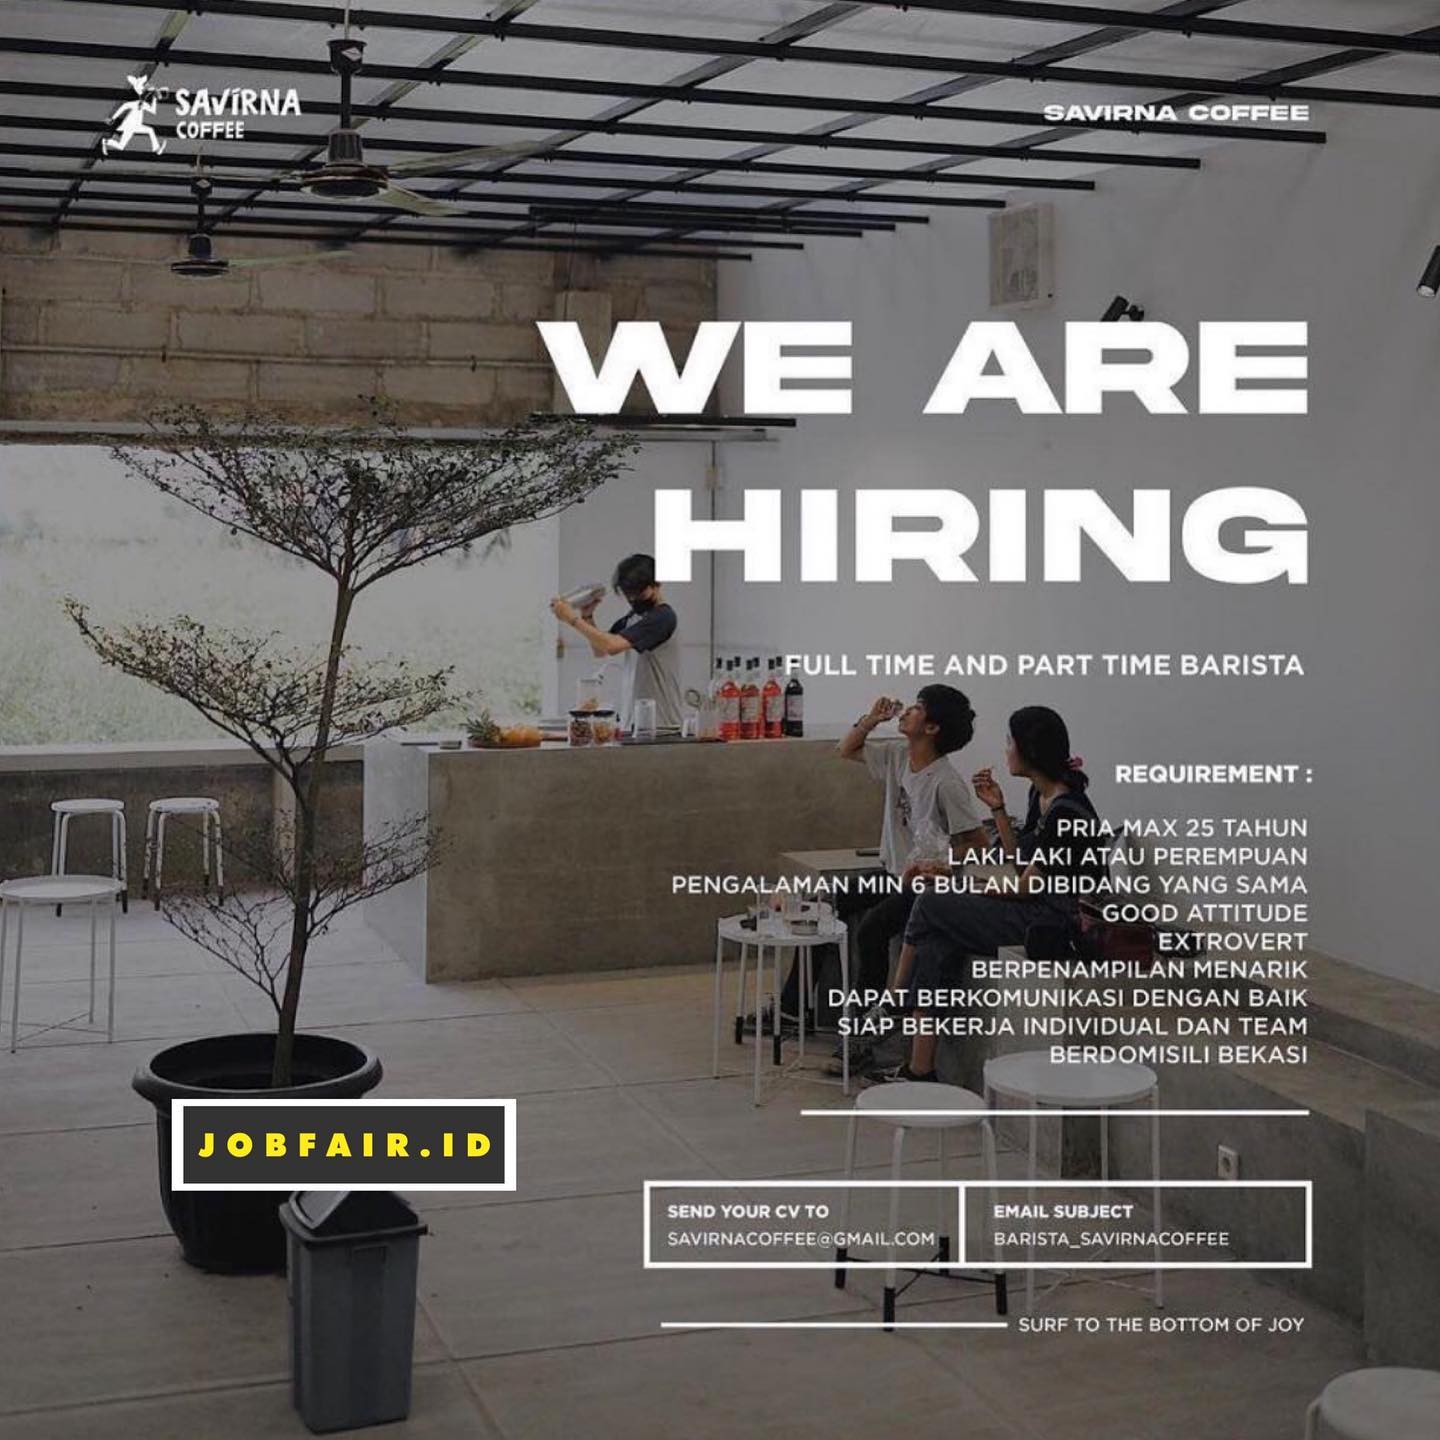 SAVIRNA
COFFEE
SAVIRNA COFFEE
WE ARE
HIRING
FULL TIME AND PART TIME BARISTA
REQUIREMENT :
PRIA MAX 25 TAHUN
LAKI-LAKI ATAU PEREMPUAN
PENGALAMAN MIN 6 BULAN DIBIDANG YANG SAMA
GOOD ATTITUDE
EXTROVERT
BERPENAMPILAN MENARIK
DAPAT BERKOMUNIKASI DENGAN BAIK
SIAP BEKERJA INDIVIDUAL DAN TEAM
BERDOMISILI BEKASI
JOBFAIR.ID
SEND YOUR CV TO
SAVIRNACOFFEE@GMAIL.COM
EMAIL SUBJECT
BARISTA_SAVIRNACOFFEE
SURF TO THE BOTTOM OF JOY